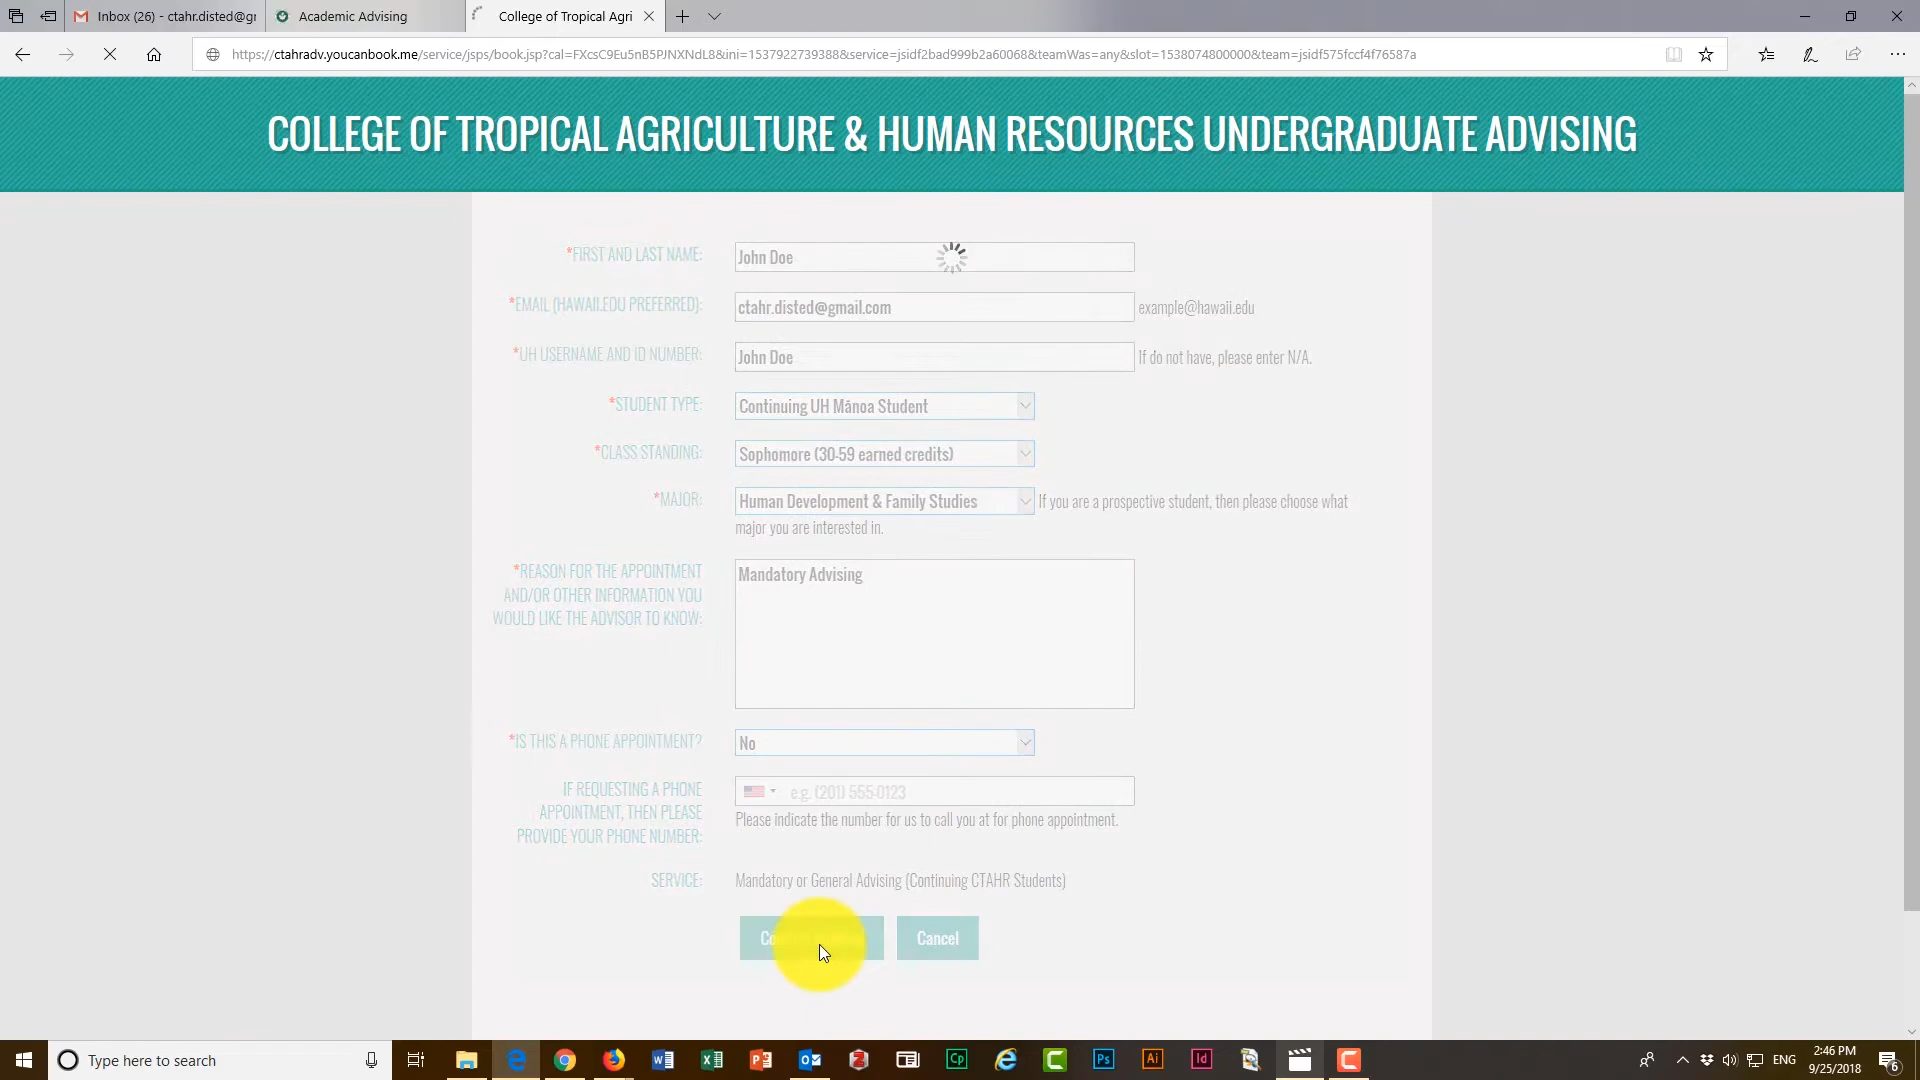 Inbox (26) - ctahr.disted@gr
Academic Advising
College of Tropical Agri
https://ctahradv.youcanbook.me/service/jsps/book.jsp?cal=FXcsC9Eu5nB5PJNXNdL8&ini=1537922739388&service=jsidf2bad999b2a60068&teamWas=any&slot=1538074800000&team=jsidf575fccf4f76587a
COLLEGE OF TROPICAL AGRICULTURE & HUMAN RESOURCES UNDERGRADUATE ADVISING
*FIRST AND LAST NAME: John Doe
*EMAIL (HAWAII.EDU PREFERRED): ctahr.disted@gmail.com example@hawaii.edu
*UH USERNAME AND ID NUMBER: John Doe If do not have, please enter N/A.
*STUDENT TYPE: Continuing UH Mānoa Student
*CLASS STANDING: Sophomore (30-59 earned credits)
*MAJOR: Human Development & Family Studies If you are a prospective student, then please choose what
major you are interested in.
*REASON FOR THE APPOINTMENT
AND/OR OTHER INFORMATION YOU
WOULD LIKE THE ADVISOR TO KNOW:
Mandatory Advising
*IS THIS A PHONE APPOINTMENT? No
IF REQUESTING A PHONE
APPOINTMENT, THEN PLEASE
PROVIDE YOUR PHONE NUMBER:
e.g. (201) 555-0123
Please indicate the number for us to call you at for phone appointment.
SERVICE: Mandatory or General Advising (Continuing CTAHR Students)
Cancel
Type here to search
ENG
2:46 PM
9/25/2018
6